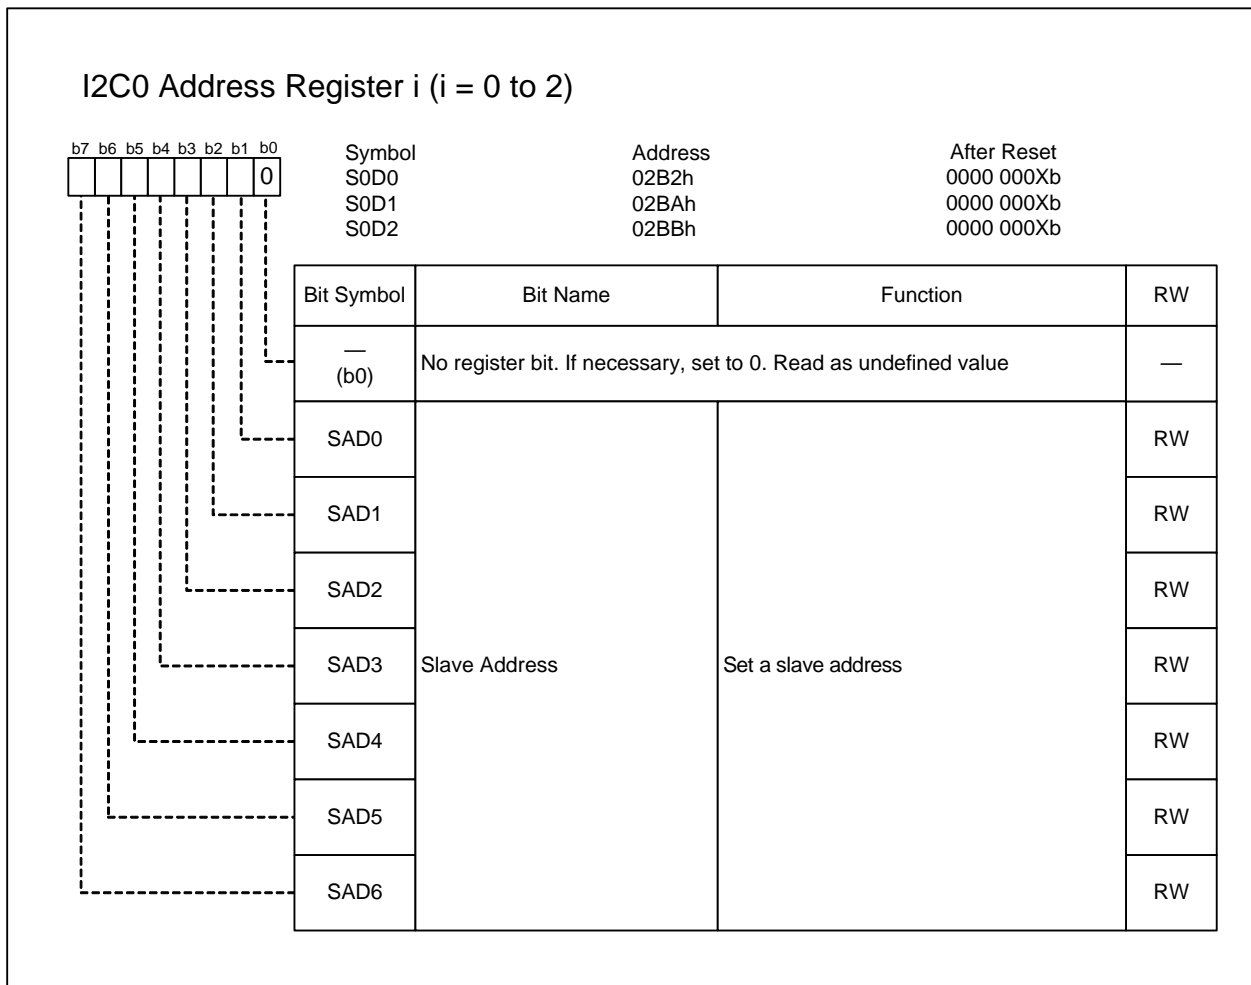 I2C0 Address Register i (i = 0 to 2)
b7 b6 b5 b4 b3 b2 b1 b0
0
Symbol Address After Reset
S0D0 02B2h 0000 000Xb
S0D1 02BAh 0000 000Xb
S0D2 02BBh 0000 000Xb
Bit Symbol Bit Name Function RW
— (b0) No register bit. If necessary, set to 0. Read as undefined value —
SAD0 RW
SAD1 RW
SAD2 RW
SAD3 Slave Address Set a slave address RW
SAD4 RW
SAD5 RW
SAD6 RW